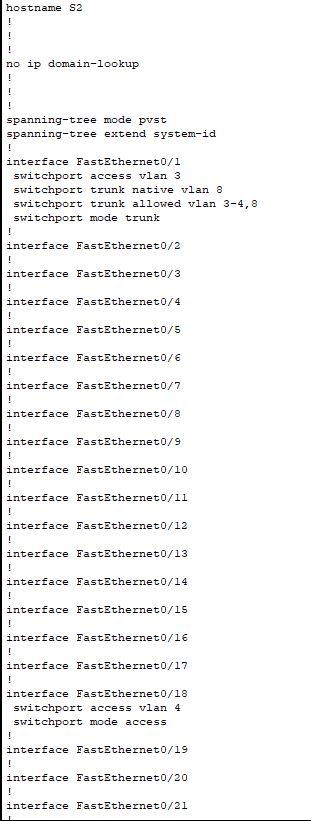 hostname S2
!
!
!
no ip domain-lookup
!
!
!
spanning-tree mode pvst
spanning-tree extend system-id
!
interface FastEthernet0/1
 switchport access vlan 3
 switchport trunk native vlan 8
 switchport trunk allowed vlan 3-4,8
 switchport mode trunk
!
interface FastEthernet0/2
!
interface FastEthernet0/3
!
interface FastEthernet0/4
!
interface FastEthernet0/5
!
interface FastEthernet0/6
!
interface FastEthernet0/7
!
interface FastEthernet0/8
!
interface FastEthernet0/9
!
interface FastEthernet0/10
!
interface FastEthernet0/11
!
interface FastEthernet0/12
!
interface FastEthernet0/13
!
interface FastEthernet0/14
!
interface FastEthernet0/15
!
interface FastEthernet0/16
!
interface FastEthernet0/17
!
interface FastEthernet0/18
 switchport access vlan 4
 switchport mode access
!
interface FastEthernet0/19
!
interface FastEthernet0/20
!
interface FastEthernet0/21
!